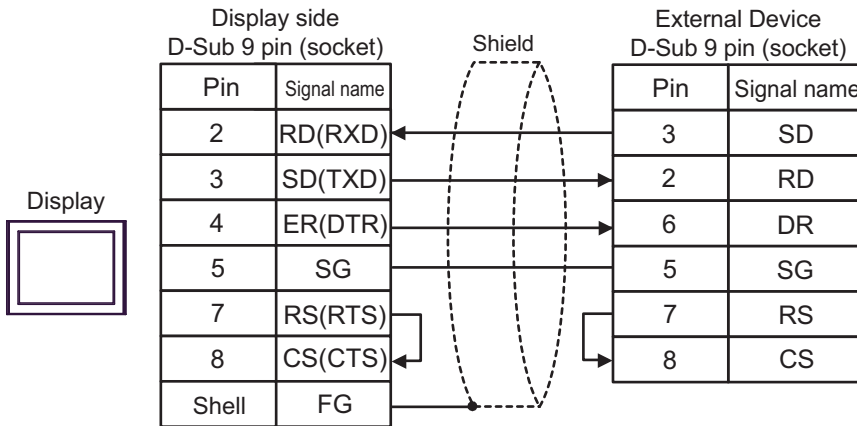 Display side
D-Sub 9 pin (socket)
Shield
External Device
D-Sub 9 pin (socket)
Pin Signal name
Pin Signal name
2 RD(RXD) 3 SD
3 SD(TXD) 2 RD
Display
4 ER(DTR) 6 DR
5 SG 5 SG
7 RS(RTS) 7 RS
8 CS(CTS) 8 CS
Shell FG